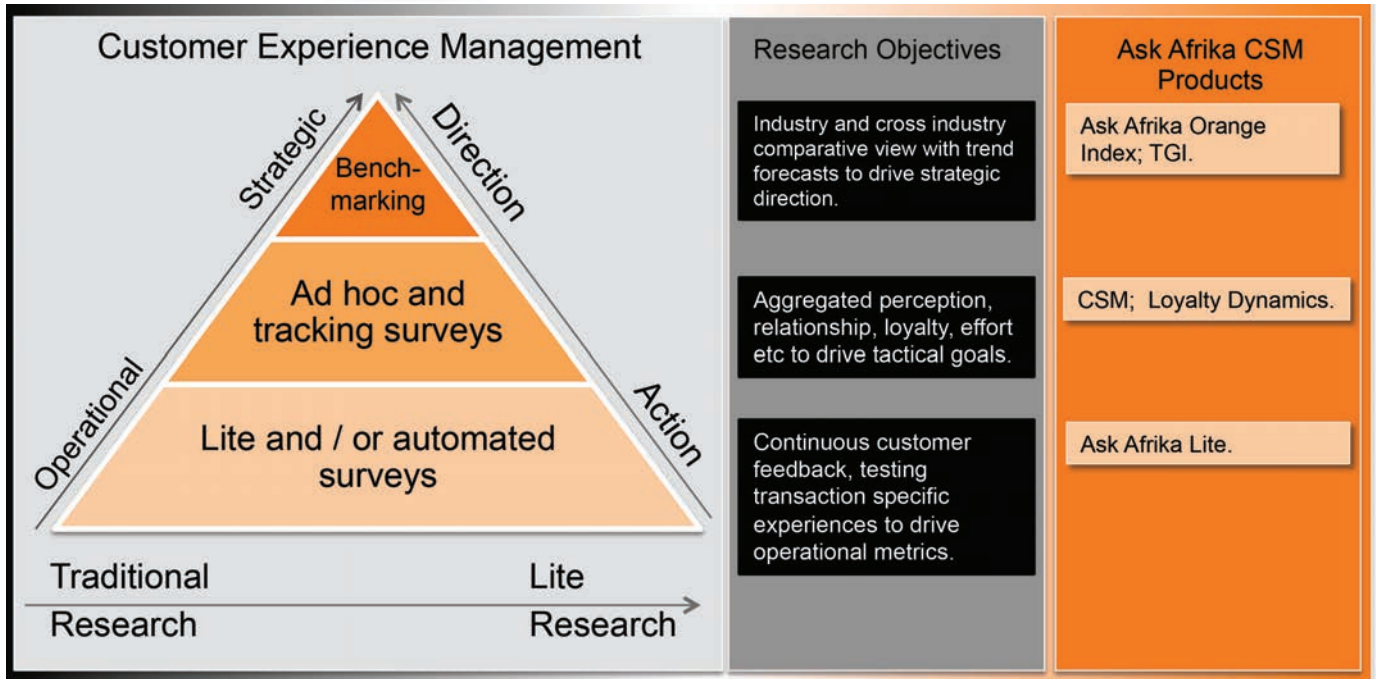 Customer Experience Management
Strategic
Direction
Bench-
marking
Ad hoc and
tracking surveys
Operational
Action
Lite and / or automated
surveys
Traditional
Research
Lite
Research
Research Objectives
Industry and cross industry
comparative view with trend
forecasts to drive strategic
direction.
Aggregated perception,
relationship, loyalty, effort
etc to drive tactical goals.
Continuous customer
feedback, testing
transaction specific
experiences to drive
operational metrics.
Ask Afrika CSM
Products
Ask Afrika Orange
Index; TGI.
CSM; Loyalty Dynamics.
Ask Afrika Lite.